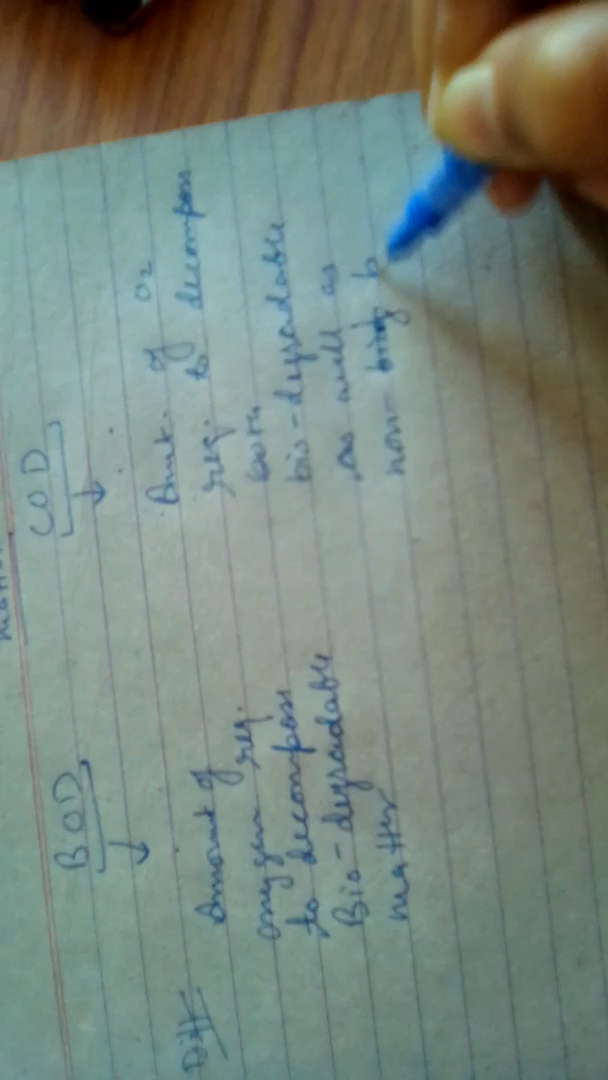 BOD
COD
Diff
Amount of
oxygen req.
to decompose
Bio-degradable
matter
Amt. of O2
req. to decompose
both
bio-degradable
as well as
non- b